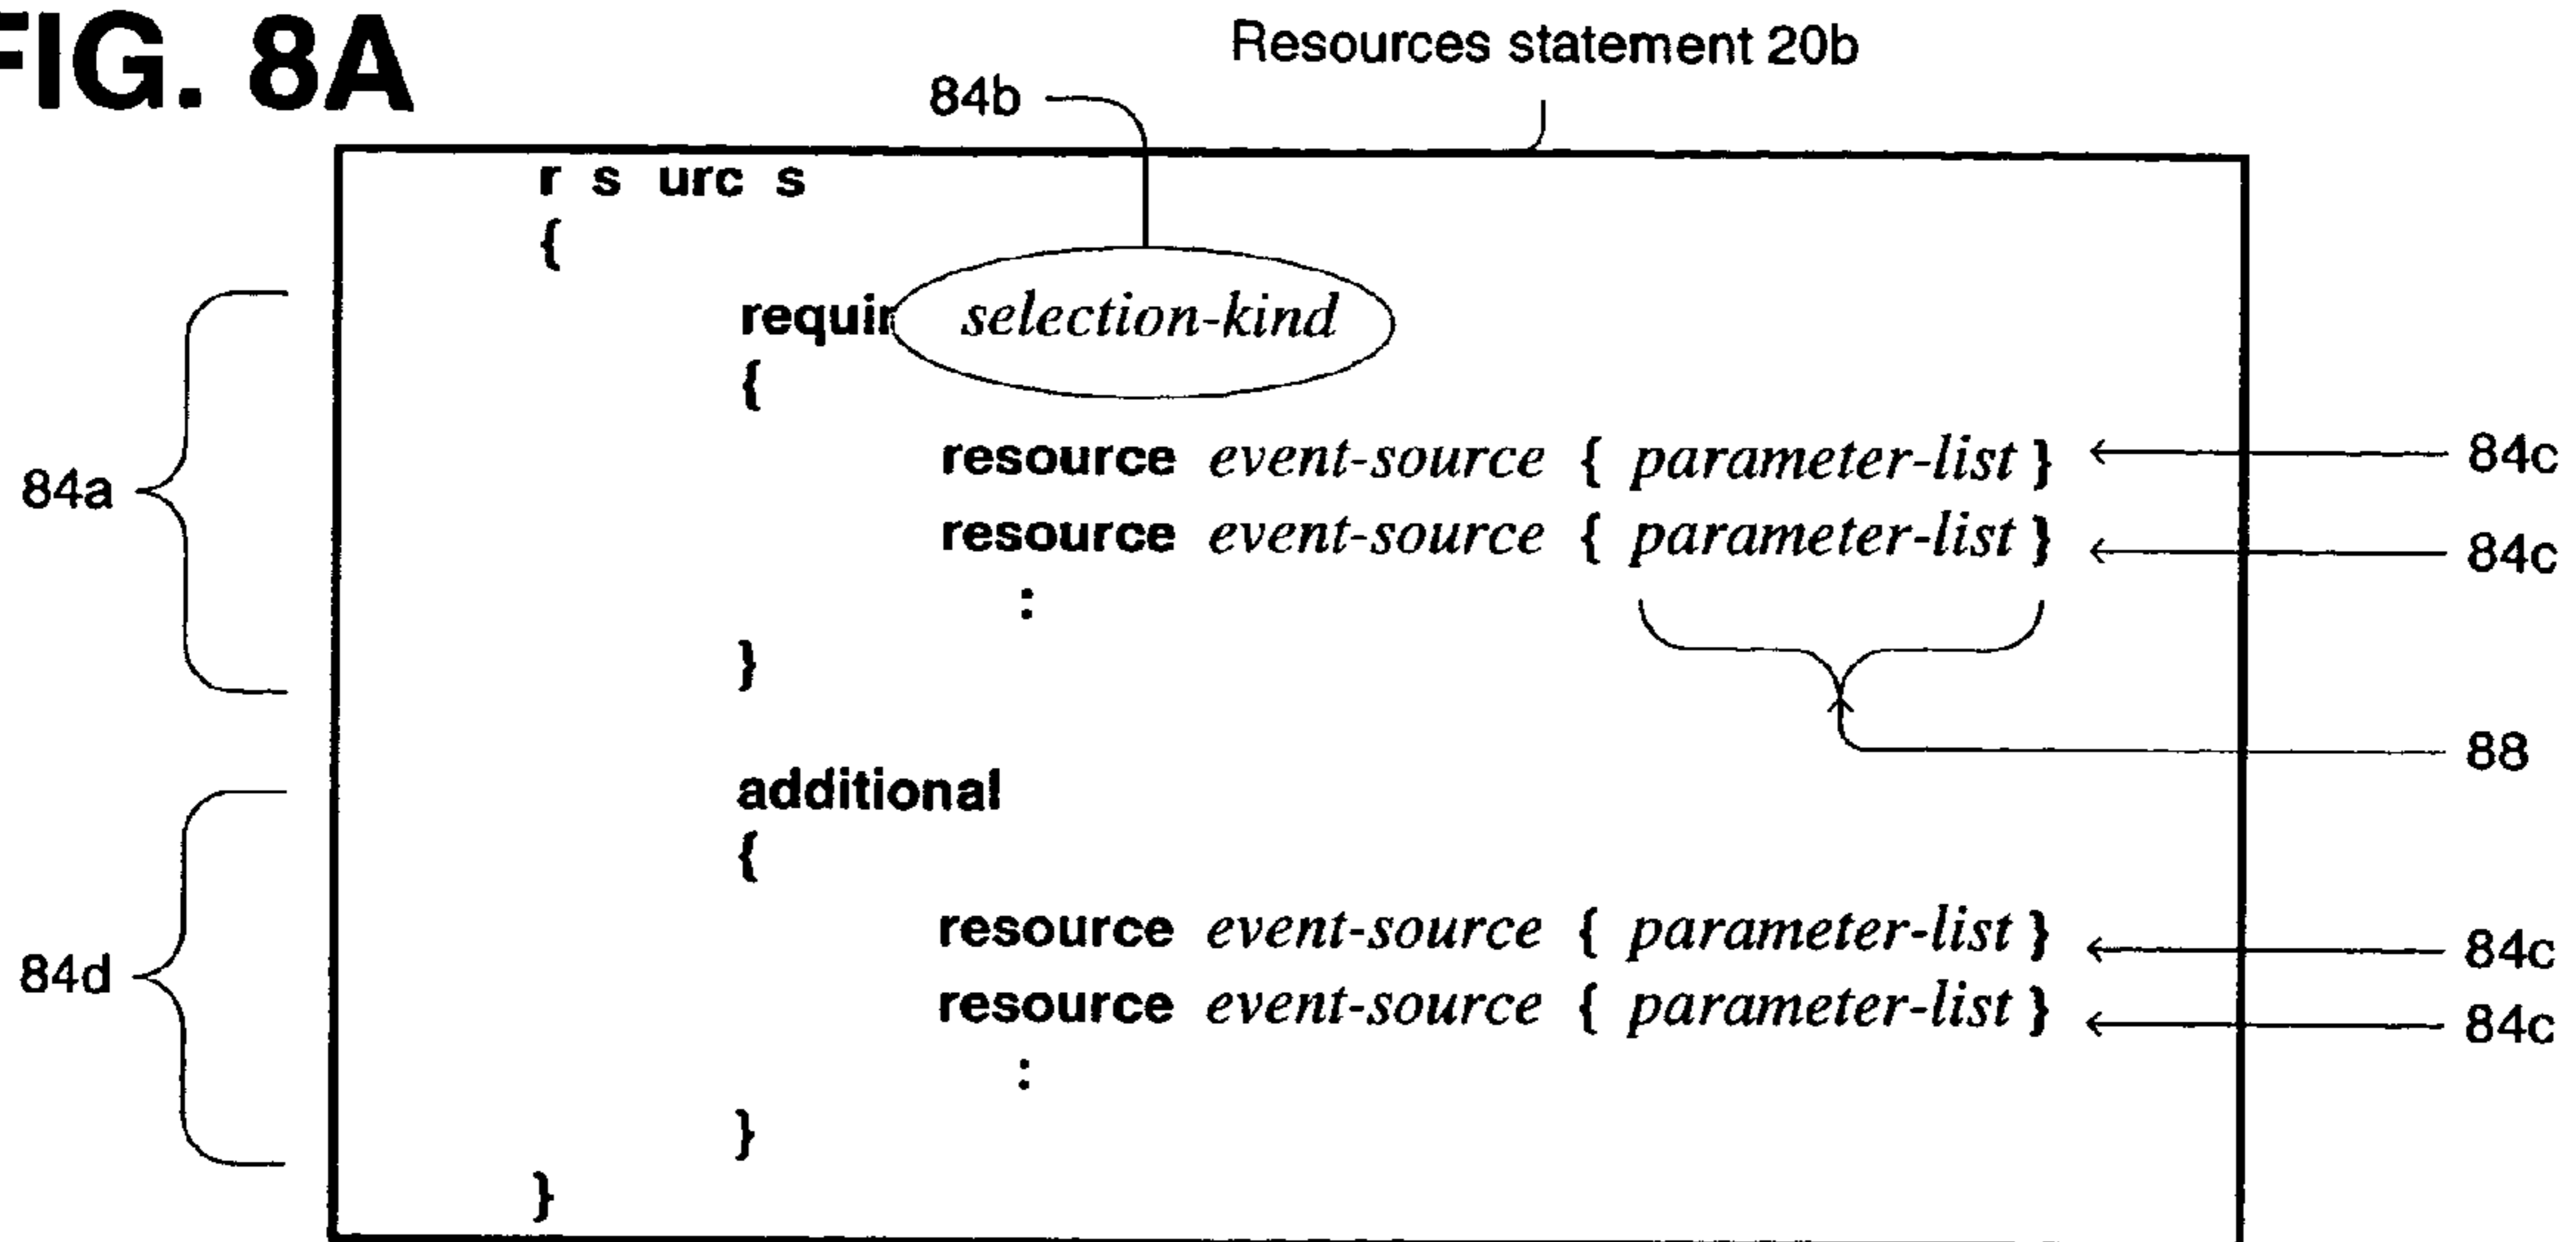 FIG. 8A
Resources statement 20b
84b
r s urc s
{
requir selection-kind
{
resource event-source { parameter-list } 84c
resource event-source { parameter-list } 84c
:
}
84a
88
additional
{
resource event-source { parameter-list } 84c
resource event-source { parameter-list } 84c
:
}
84d
}